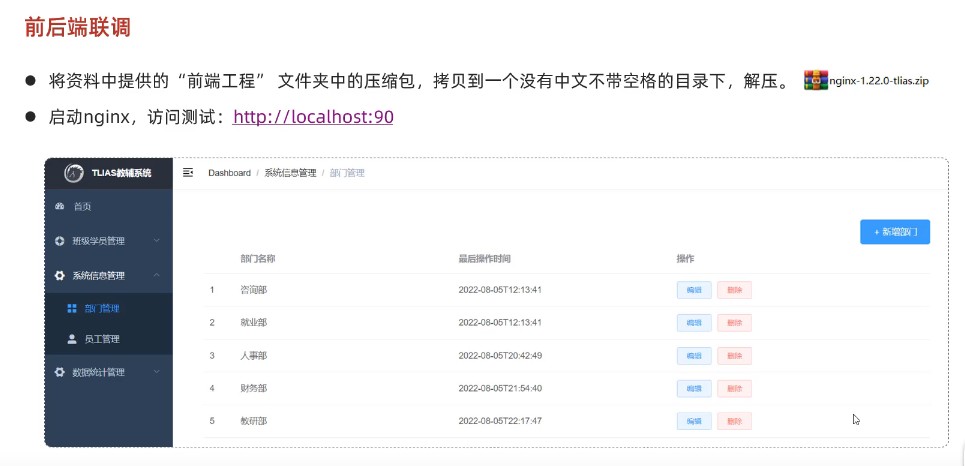 前后端联调
将资料中提供的“前端工程” 文件夹中的压缩包，拷贝到一个没有中文不带空格的目录下，解压。 nginx-1.22.0-tlias.zip
启动nginx，访问测试：http://localhost:90
TLIAS教辅系统 Dashboard / 系统信息管理 / 部门管理
首页
+ 新增部门
班级学员管理
部门名称 最后操作时间 操作
系统信息管理
1 咨询部 2022-08-05T12:13:41 编辑 删除
部门管理
2 就业部 2022-08-05T12:13:41 编辑 删除
员工管理
3 人事部 2022-08-05T20:42:49 编辑 删除
数据统计管理
4 财务部 2022-08-05T21:54:40 编辑 删除
5 教研部 2022-08-05T22:17:47 编辑 删除